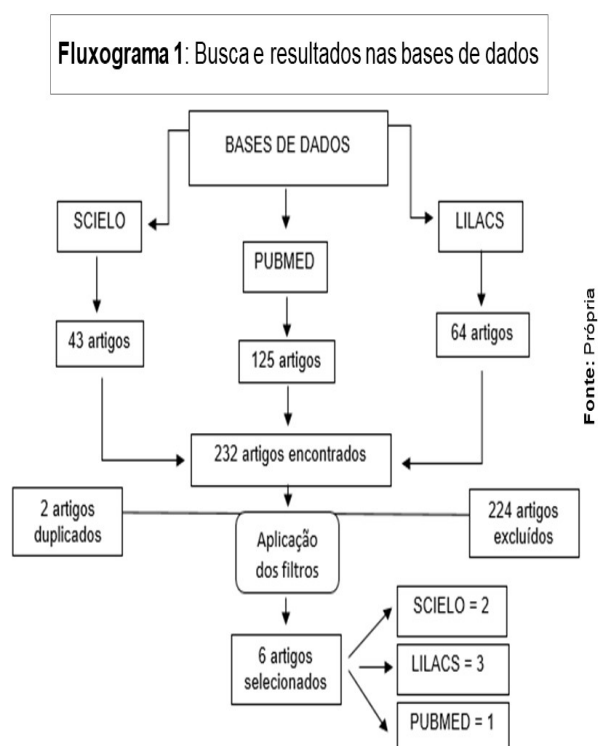 Fluxograma 1: Busca e resultados nas bases de dados
BASES DE DADOS
SCIELO
PUBMED
LILACS
43 artigos
125 artigos
64 artigos
232 artigos encontrados
2 artigos
duplicados
Aplicação
dos filtros
224 artigos
excluídos
6 artigos
selecionados
SCIELO = 2
LILACS = 3
PUBMED = 1
Fonte: Própria